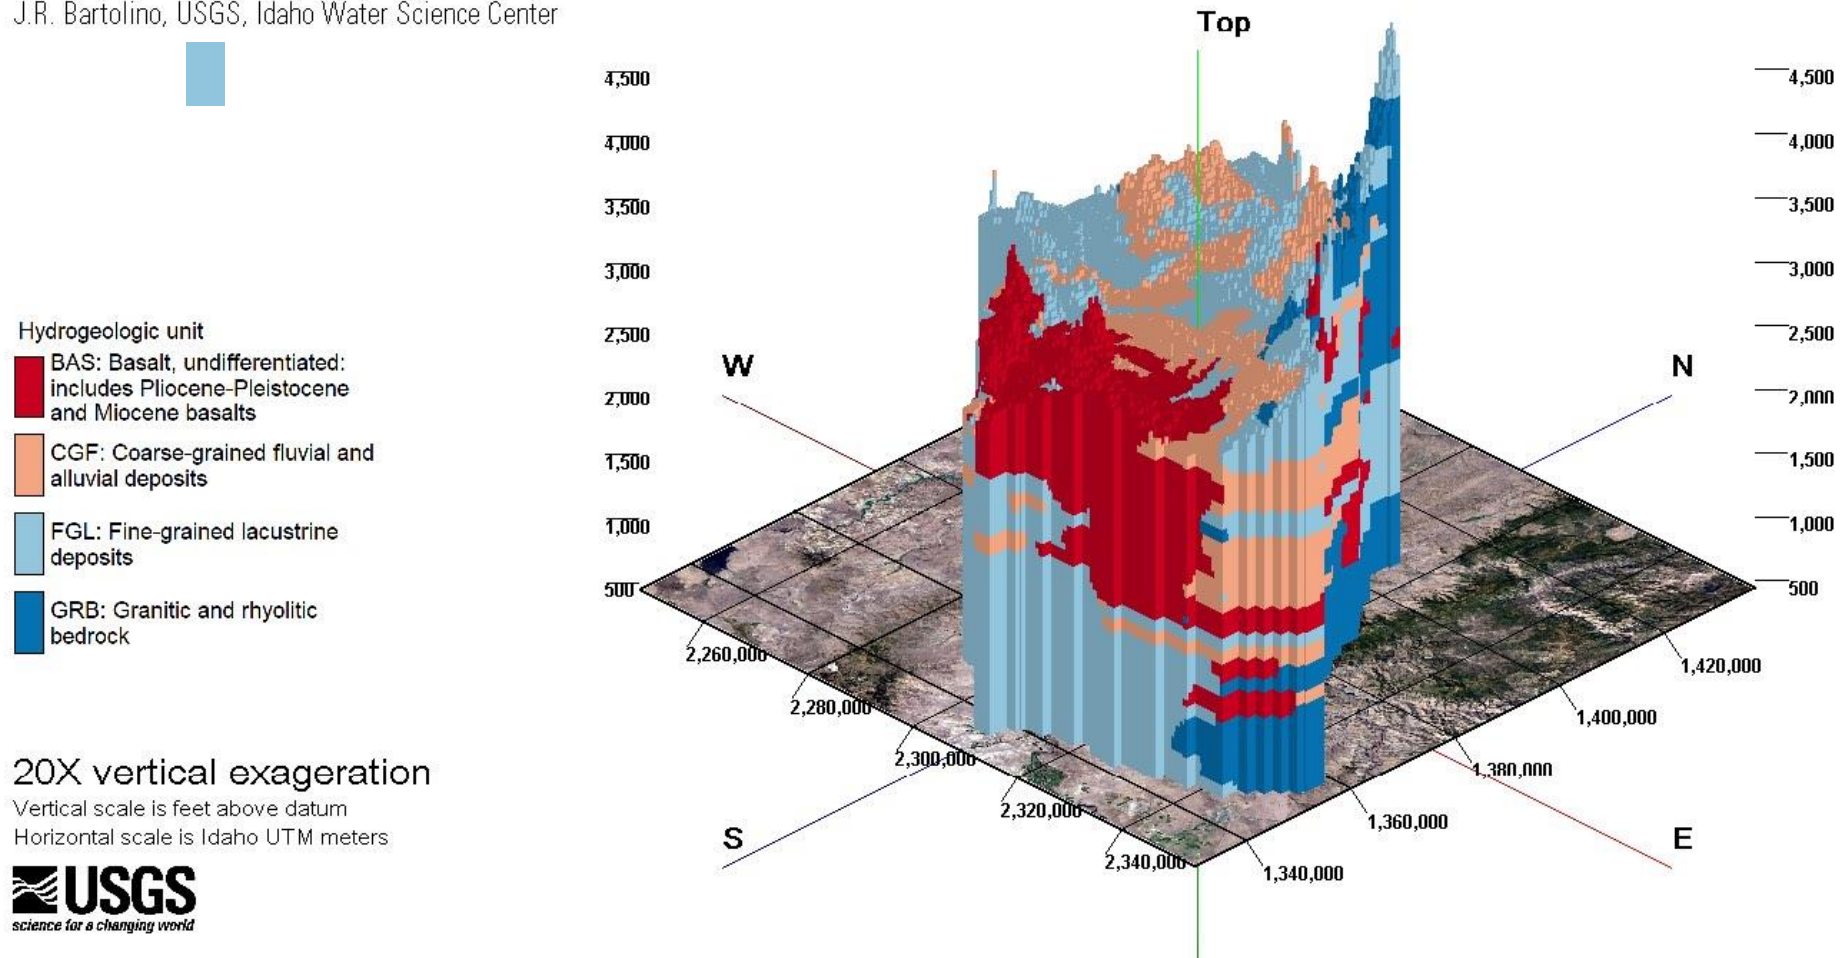 J.R. Bartolino, USGS, Idaho Water Science Center
Top
4,500
4,000
3,500
3,000
2,500
2,000
1,500
1,000
500
4,500
4,000
3,500
3,000
2,500
2,000
1,500
1,000
500
W
N
S
E
Hydrogeologic unit
BAS: Basalt, undifferentiated:
includes Pliocene-Pleistocene
and Miocene basalts
CGF: Coarse-grained fluvial and
alluvial deposits
FGL: Fine-grained lacustrine
deposits
GRB: Granitic and rhyolitic
bedrock
2,260,000
2,280,000
2,300,000
2,320,000
2,340,000
1,340,000
1,360,000
1,380,000
1,400,000
1,420,000
20X vertical exageration
Vertical scale is feet above datum
Horizontal scale is Idaho UTM meters
USGS
science for a changing world